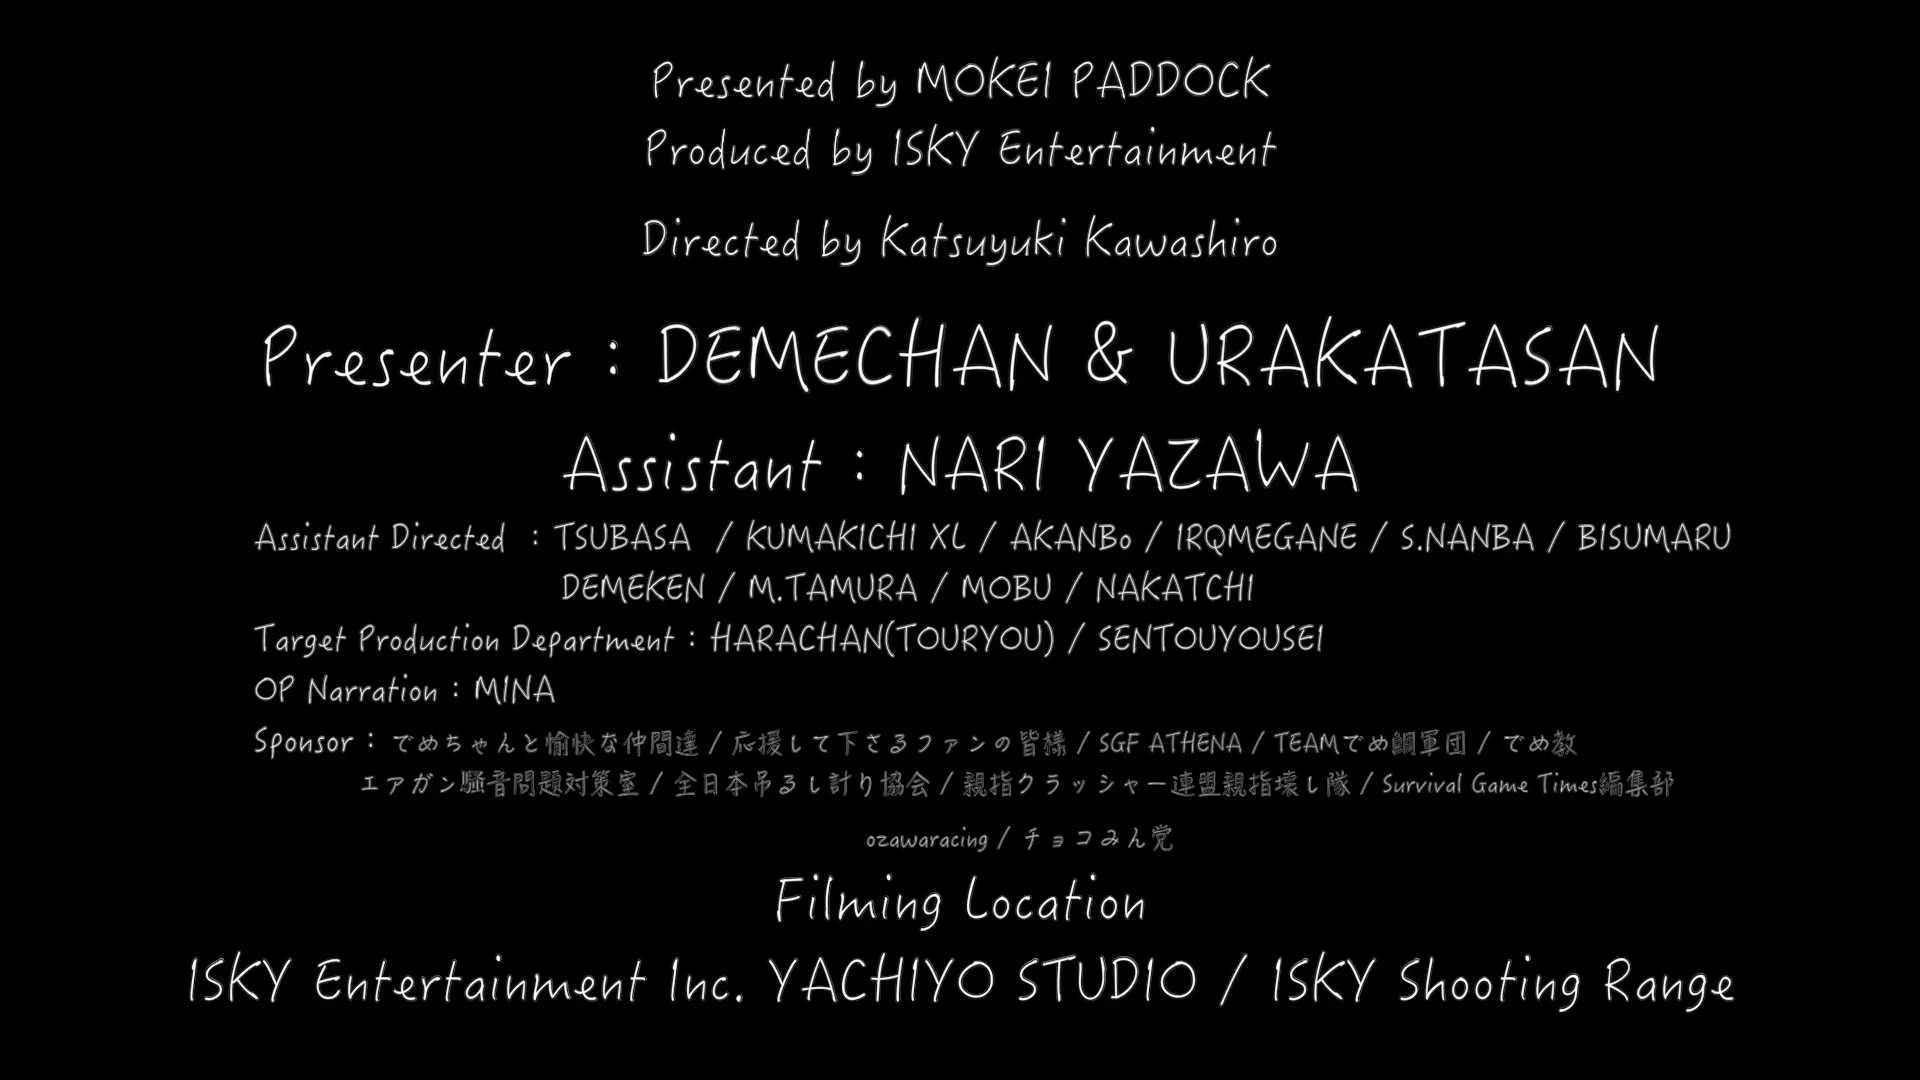 Presented by MOKEI PADDOCK
Produced by ISKY Entertainment
Directed by Katsuyuki Kawashiro
Presenter : DEMECHAN & URAKATASAN
Assistant : NARI YAZAWA
Assistant Directed : TSUBASA / KUMAKICHI XL / AKANBo / IRQMEGANE / S.NANBA / BISUMARU
DEMEKEN / M.TAMURA / MOBU / NAKATCHI
Target Production Department : HARACHAN(TOURYOU) / SENTOUYOUSEI
OP Narration : MINA
Sponsor : でめちゃんと愉快な仲間達 / 応援して下さるファンの皆様 / SGF ATHENA / TEAMでめ鯛軍団 / でめ教
エアガン騒音問題対策室 / 全日本吊るし計り協会 / 親指クラッシャー連盟親指壊し隊 / Survival Game Times編集部
ozawaracing / チョコみん党
Filming Location
ISKY Entertainment Inc. YACHIYO STUDIO / ISKY Shooting Range